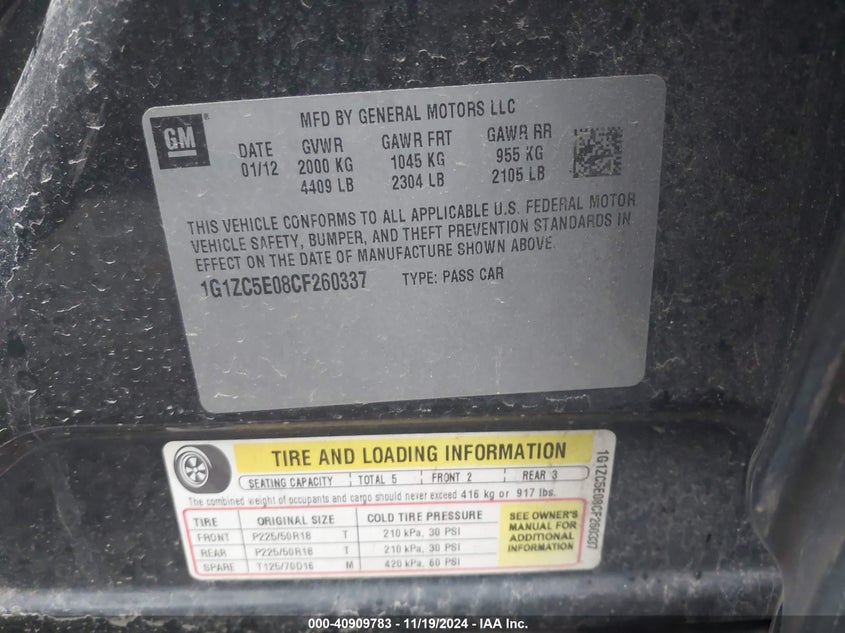 GM
MFD BY GENERAL MOTORS LLC
DATE GVWR GAWR FRT GAWR RR
01/12 2000 KG 1045 KG 955 KG
4409 LB 2304 LB 2105 LB
THIS VEHICLE CONFORMS TO ALL APPLICABLE U.S. FEDERAL MOTOR
VEHICLE SAFETY, BUMPER, AND THEFT PREVENTION STANDARDS IN
EFFECT ON THE DATE OF MANUFACTURE SHOWN ABOVE.
1G1ZC5E08CF260337 TYPE: PASS CAR
TIRE AND LOADING INFORMATION
SEATING CAPACITY TOTAL 5 FRONT 2 REAR 3
The combined weight of occupants and cargo should never exceed 416 kg or 917 lbs.
TIRE ORIGINAL SIZE COLD TIRE PRESSURE
FRONT P225/50R18 T 210 kPa, 30 PSI
REAR P225/50R18 T 210 kPa, 30 PSI
SPARE T125/70D16 M 420 kPa, 60 PSI
SEE OWNER'S
MANUAL FOR
ADDITIONAL
INFORMATION
1G1ZC5E08CF260337
000-40909783 - 11/19/2024 - IAA Inc.